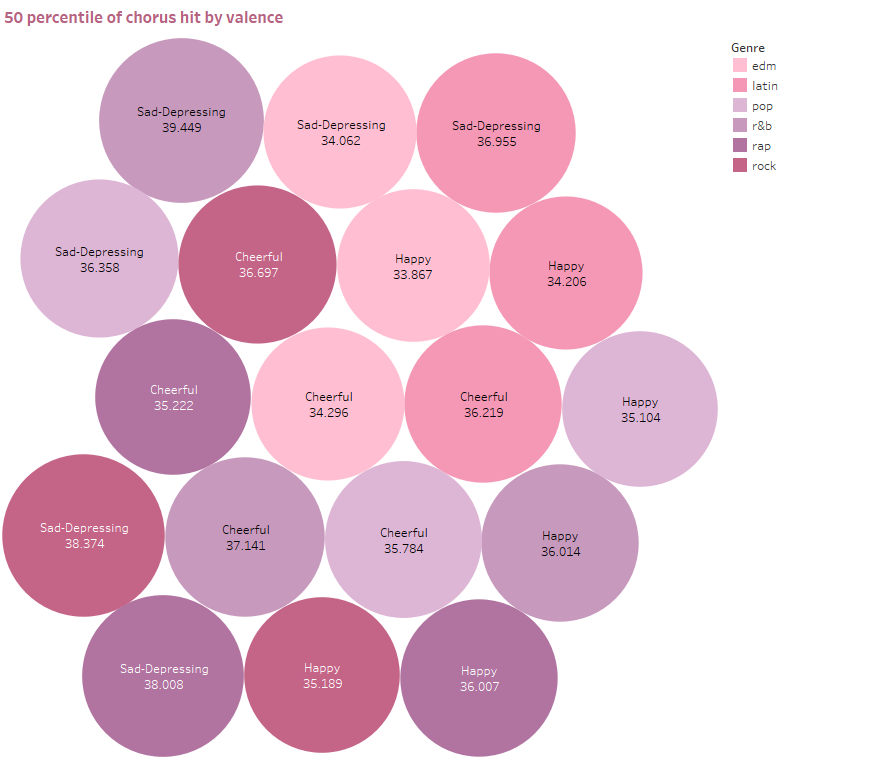 50 percentile of chorus hit by valence
Genre
edm
latin
pop
r&b
rap
rock
Sad-Depressing
39.449
Sad-Depressing
34.062
Sad-Depressing
36.955
Sad-Depressing
36.358
Cheerful
36.697
Happy
33.867
Happy
34.206
Cheerful
35.222
Cheerful
34.296
Cheerful
36.219
Happy
35.104
Sad-Depressing
38.374
Cheerful
37.141
Cheerful
35.784
Happy
36.014
Sad-Depressing
38.008
Happy
35.189
Happy
36.007